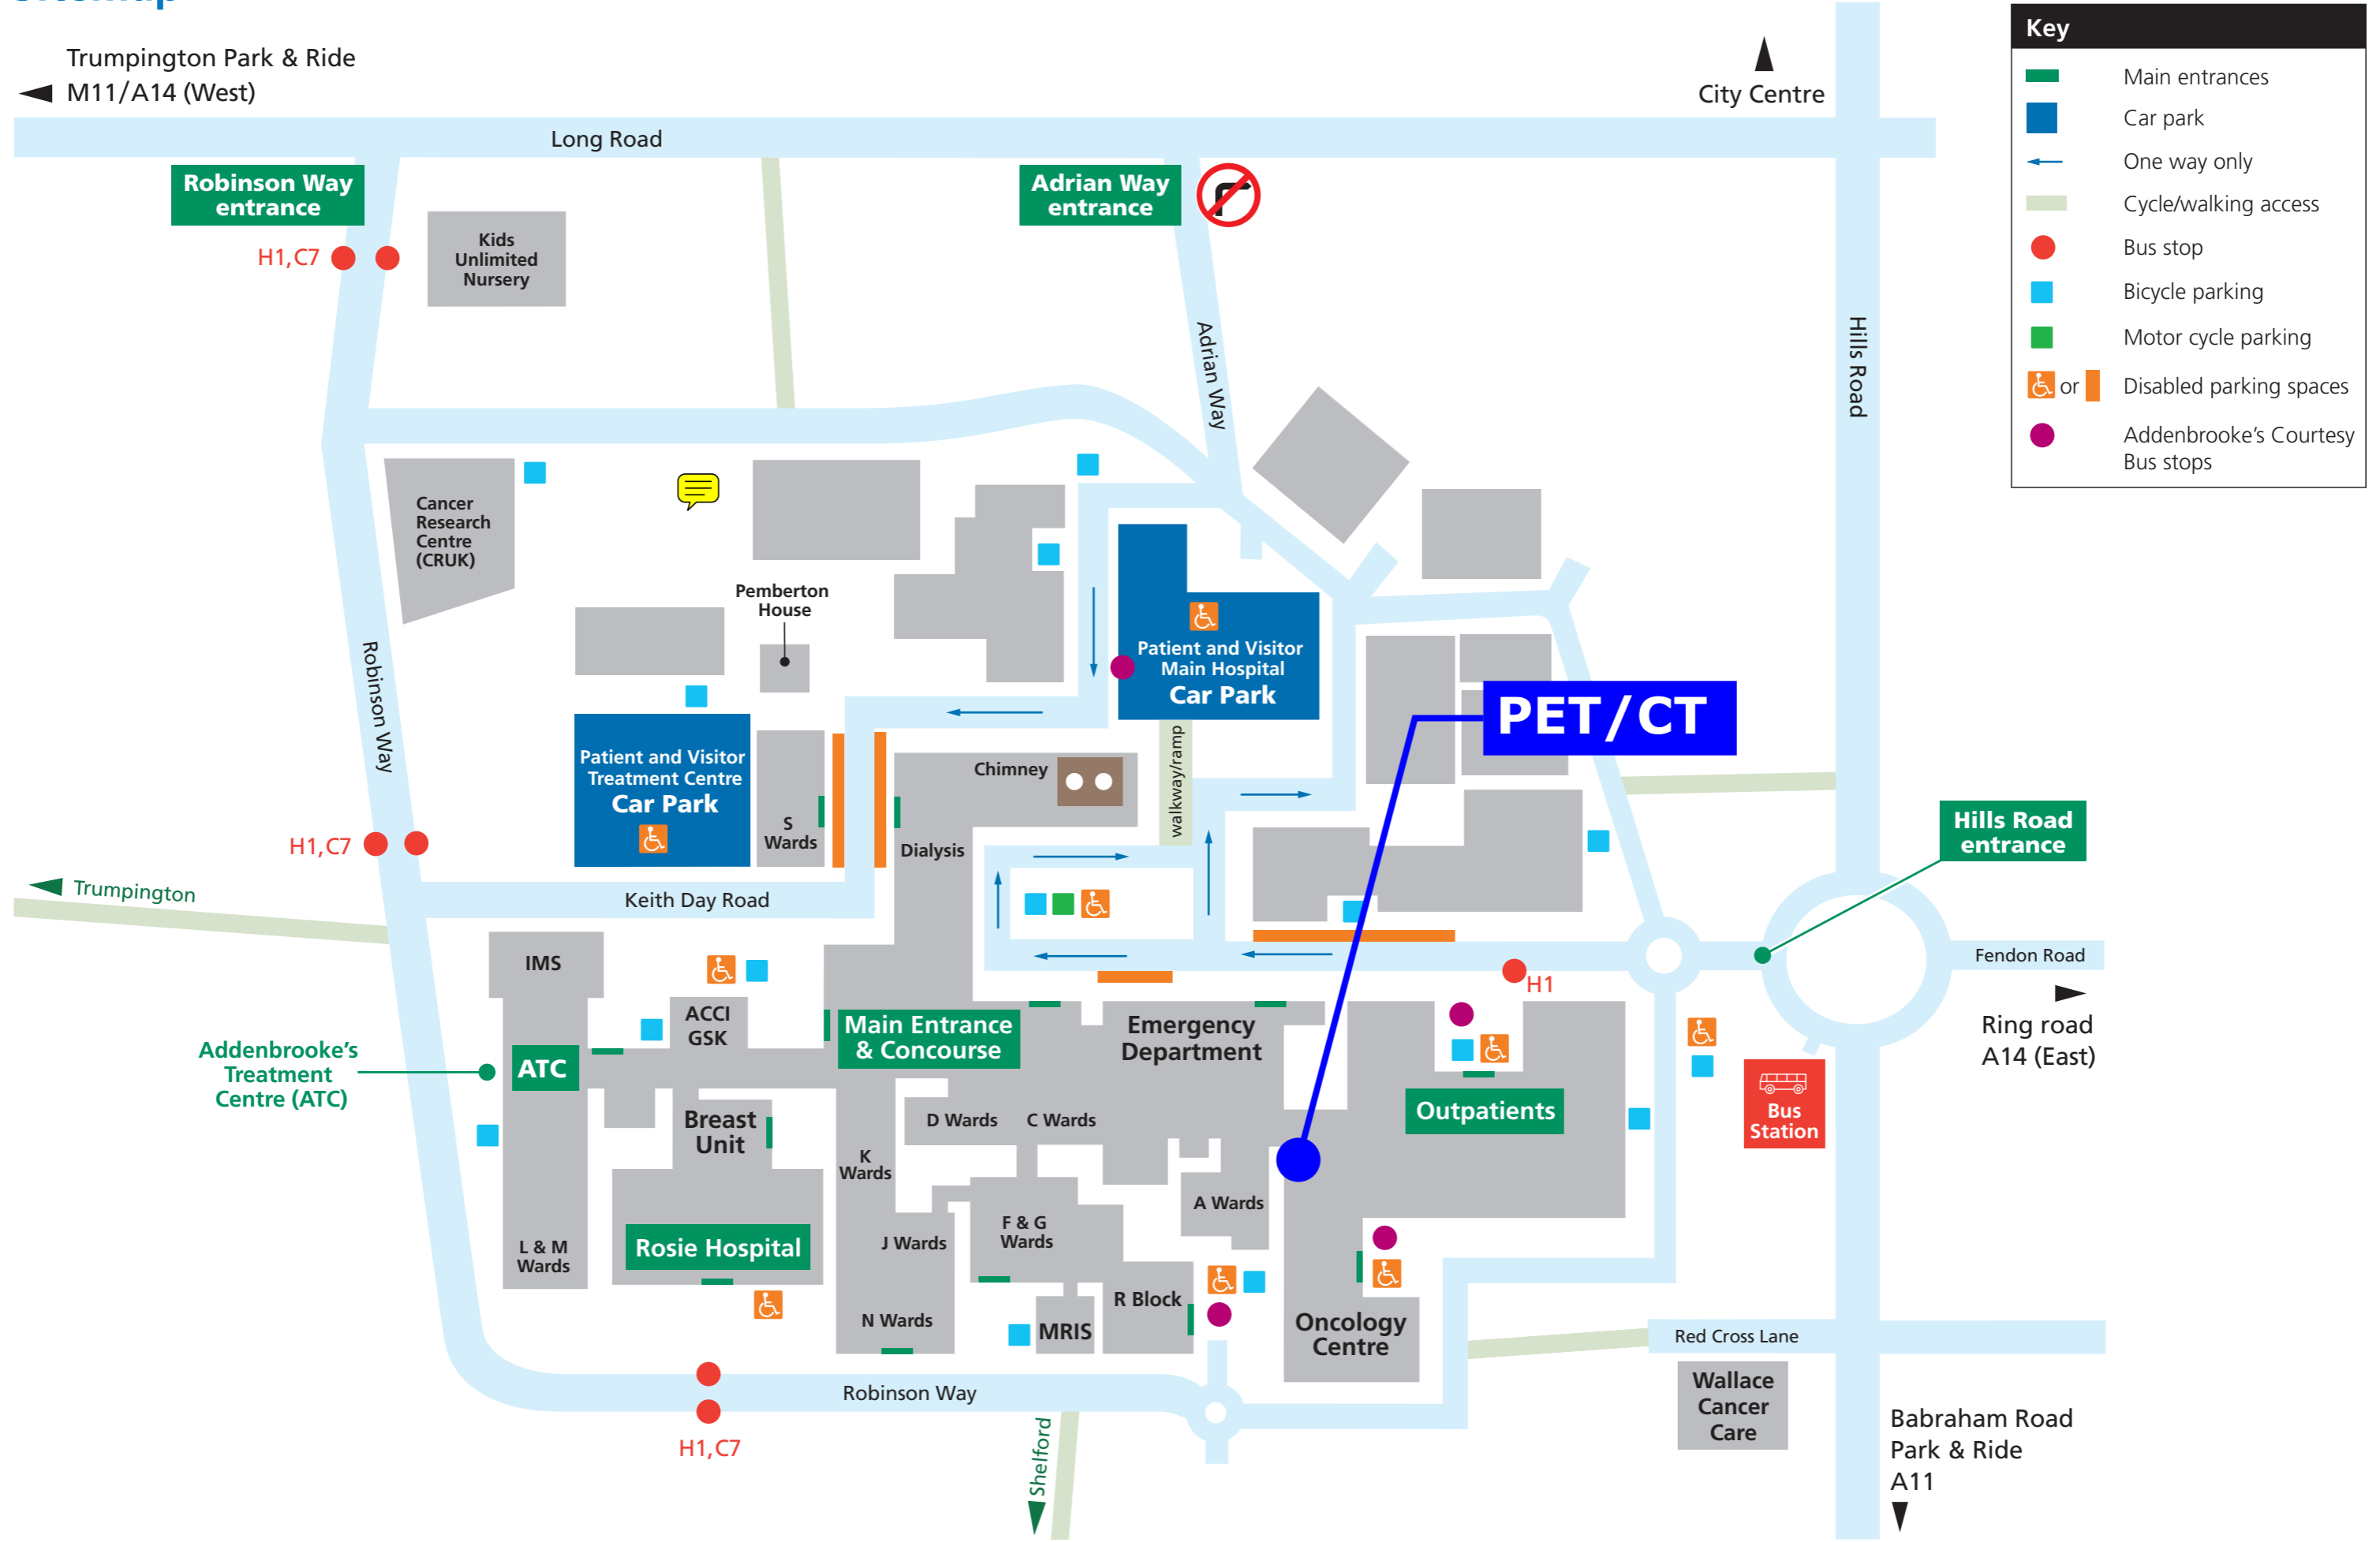 Trumpington Park & Ride
M11/A14 (West)
City Centre
Key
Main entrances
Car park
One way only
Cycle/walking access
Bus stop
Bicycle parking
Motor cycle parking
or
Disabled parking spaces
Addenbrooke's Courtesy
Bus stops
Long Road
Robinson Way
entrance
Adrian Way
entrance
H1,C7
Kids
Unlimited
Nursery
Adrian Way
Hills Road
Cancer
Research
Centre
(CRUK)
Pemberton
House
Patient and Visitor
Main Hospital
Car Park
Robinson Way
PET/CT
Patient and Visitor
Treatment Centre
Car Park
S
Wards
Chimney
walkway/ramp
Dialysis
Hills Road
entrance
H1,C7
Trumpington
Keith Day Road
Fendon Road
IMS
H1
Ring road
A14 (East)
ACCI
GSK
Main Entrance
& Concourse
Emergency
Department
Addenbrooke's
Treatment
Centre (ATC)
ATC
Outpatients
Bus
Station
Breast
Unit
D Wards
C Wards
K
Wards
A Wards
L & M
Wards
Rosie Hospital
J Wards
F & G
Wards
R Block
N Wards
MRIS
Oncology
Centre
Red Cross Lane
Wallace
Cancer
Care
Robinson Way
H1,C7
Shelford
Babraham Road
Park & Ride
A11